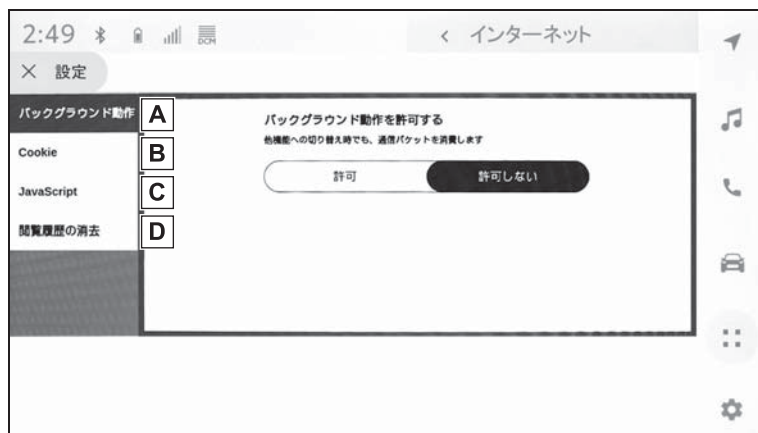 2:49 DCM
< インターネット
× 設定
バックグラウンド動作 A
Cookie B
JavaScript C
閲覧履歴の消去 D
バックグラウンド動作を許可する
他機能への切り替え時でも、通信パケットを消費します
許可 許可しない